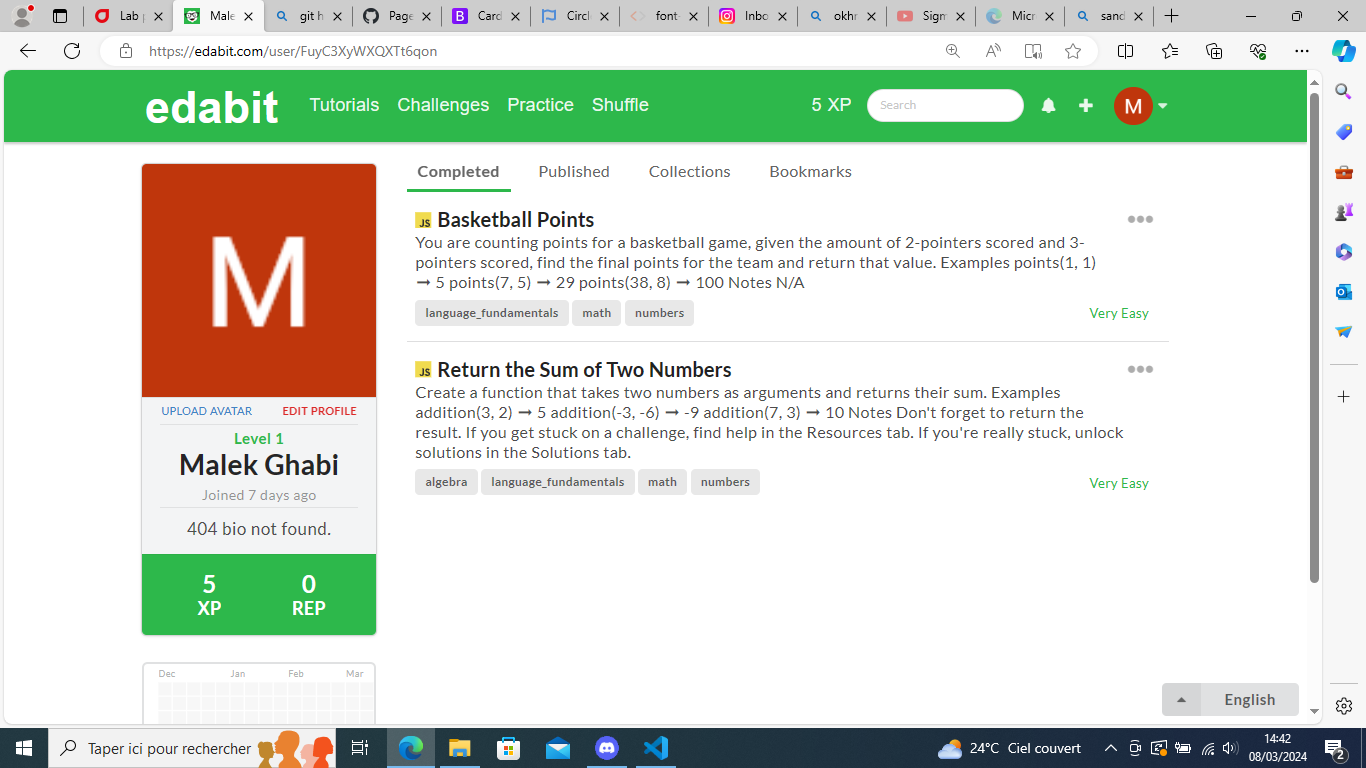 Lab p
Male
git h
Page
Card
Circl
font-
Inbo
okhr
Sigm
Micr
sand
https://edabit.com/user/FuyC3XyWXQXTt6qon
edabit
Tutorials Challenges Practice Shuffle
5 XP
Search
M
M
UPLOAD AVATAR EDIT PROFILE
Level 1
Malek Ghabi
Joined 7 days ago
404 bio not found.
5 0
XP REP
Dec Jan Feb Mar
Completed Published Collections Bookmarks
JS Basketball Points
You are counting points for a basketball game, given the amount of 2-pointers scored and 3-
pointers scored, find the final points for the team and return that value. Examples points(1, 1)
➞ 5 points(7, 5) ➞ 29 points(38, 8) ➞ 100 Notes N/A
language_fundamentals math numbers
Very Easy
JS Return the Sum of Two Numbers
Create a function that takes two numbers as arguments and returns their sum. Examples
addition(3, 2) ➞ 5 addition(-3, -6) ➞ -9 addition(7, 3) ➞ 10 Notes Don't forget to return the
result. If you get stuck on a challenge, find help in the Resources tab. If you're really stuck, unlock
solutions in the Solutions tab.
algebra language_fundamentals math numbers
Very Easy
English
Taper ici pour rechercher
24°C Ciel couvert
14:42
08/03/2024
2